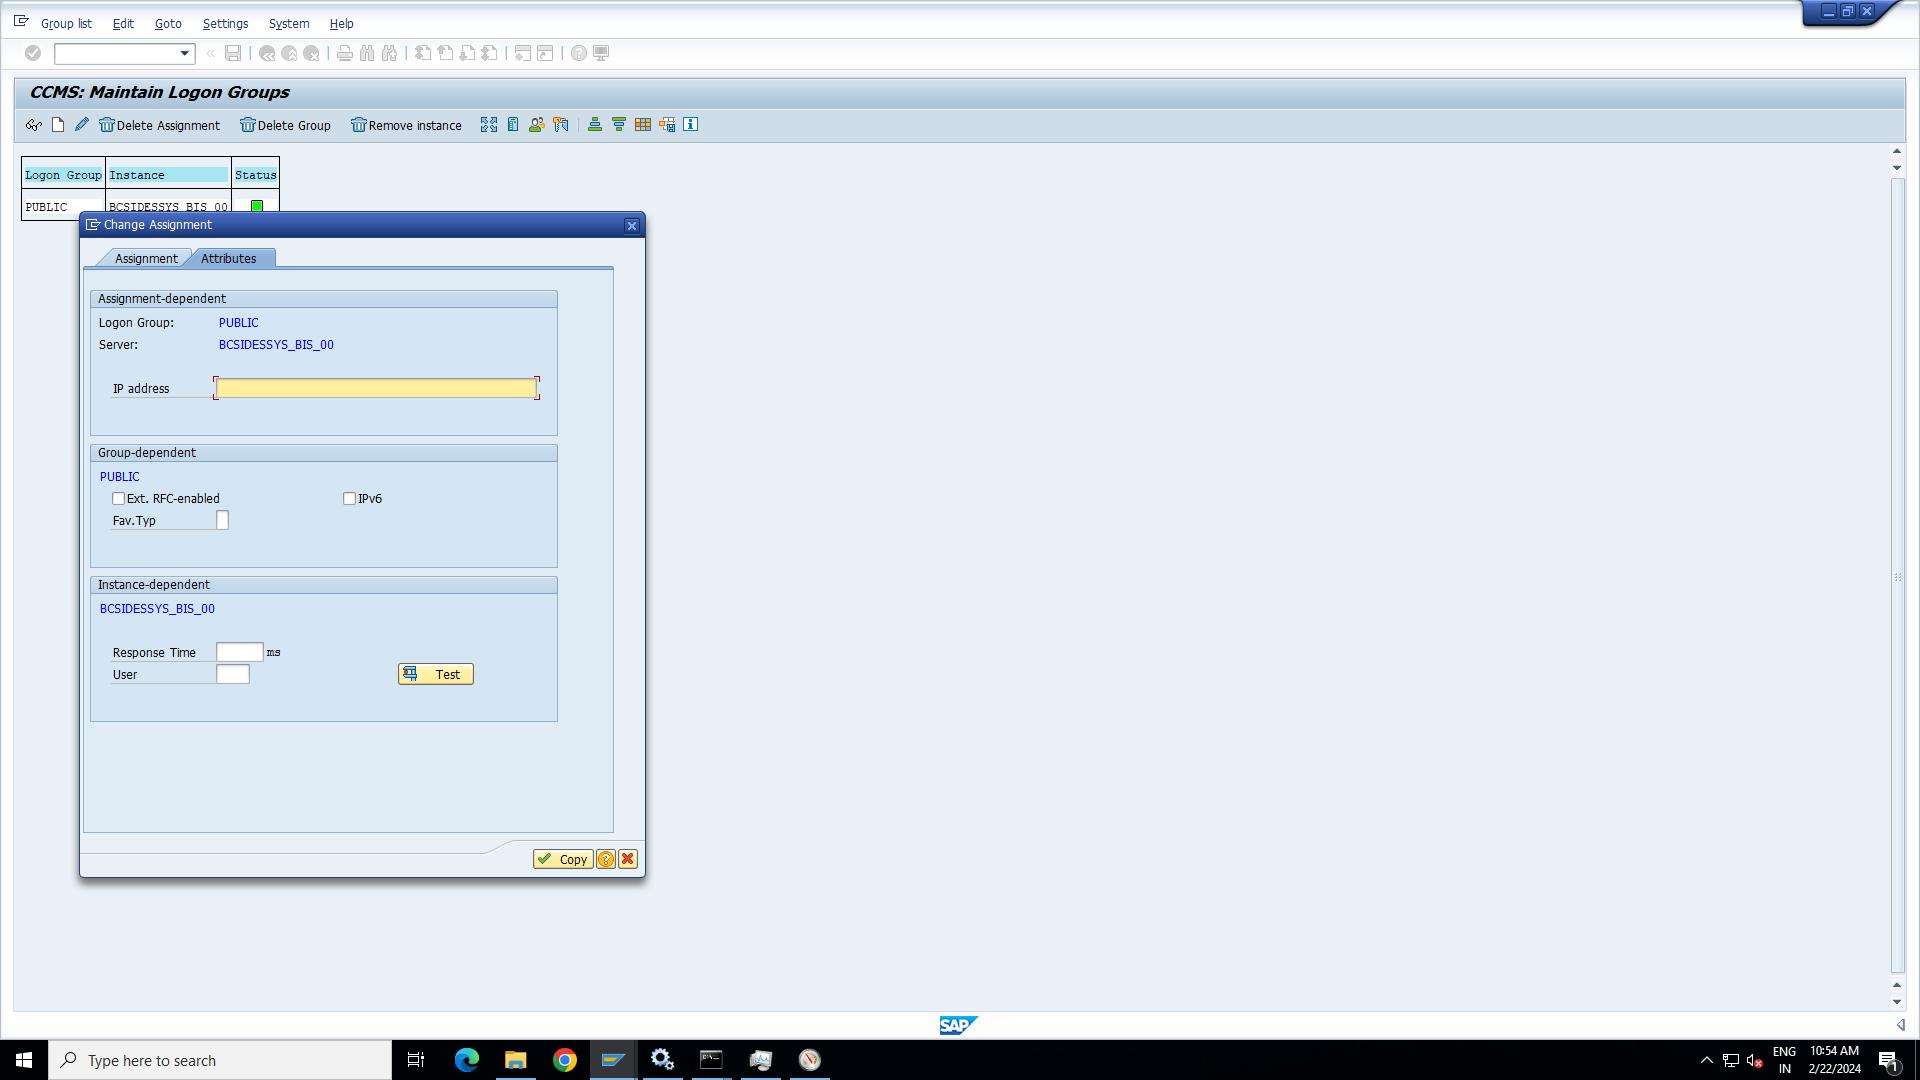 Group list Edit Goto Settings System Help
CCMS: Maintain Logon Groups
Delete Assignment Delete Group Remove instance
Logon Group Instance Status
PUBLIC BCSIDESSYS_BIS_00
Change Assignment
Assignment Attributes
Assignment-dependent
Logon Group: PUBLIC
Server: BCSIDESSYS_BIS_00
IP address
Group-dependent
PUBLIC
Ext. RFC-enabled IPv6
Fav.Typ
Instance-dependent
BCSIDESSYS_BIS_00
Response Time ms
User Test
Copy
SAP
Type here to search
ENG
IN
10:54 AM
2/22/2024
1